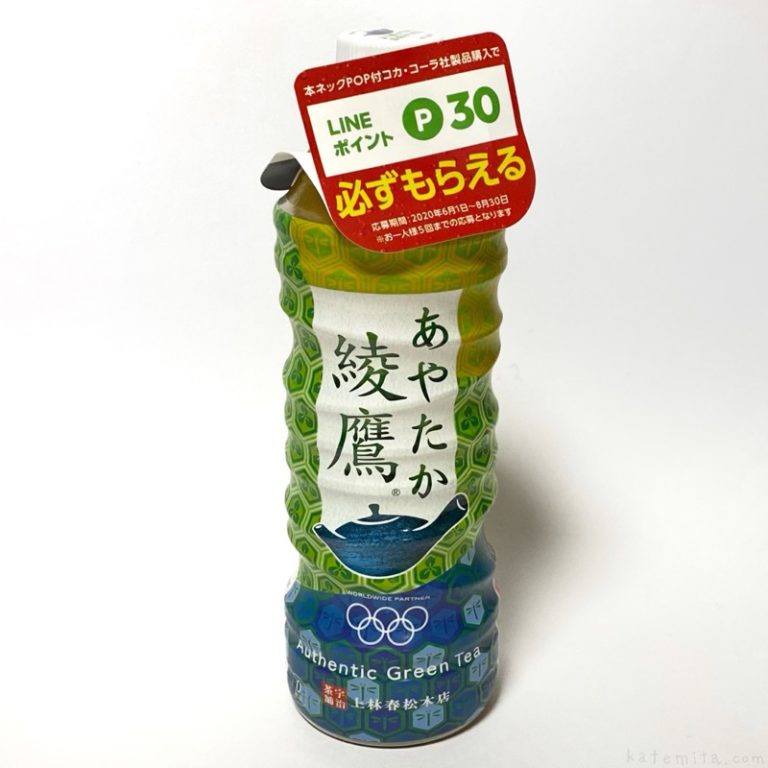 本ネックPOP付コカ・コーラ社製品購入で
LINE
ポイント
P 30
必ずもらえる
応募期間:2020年6月1日~8月30日
※お一人様5回までの応募となります
あやたか
綾鷹
®
WORLDWIDE PARTNER
Authentic Green Tea
宇治
茶舗
上林春松本店
katemita.com